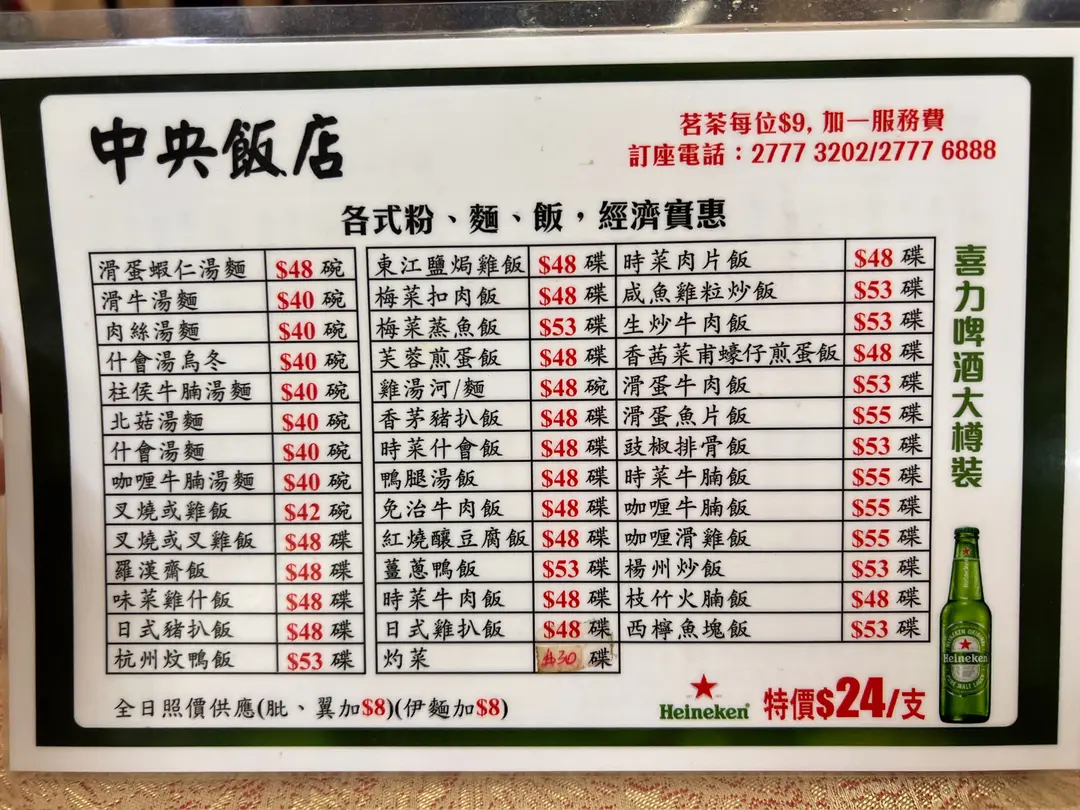 中央飯店
茗茶每位$9, 加一服務費
訂座電話：2777 3202/2777 6888
各式粉、麵、飯，經濟實惠
滑蛋蝦仁湯麵 $48 碗
滑牛湯麵 $40 碗
肉絲湯麵 $40 碗
什會湯烏冬 $40 碗
柱侯牛腩湯麵 $40 碗
北菇湯麵 $40 碗
什會湯麵 $40 碗
咖喱牛腩湯麵 $40 碗
叉燒或雞飯 $42 碗
叉燒或叉雞飯 $48 碟
羅漢齋飯 $48 碟
味菜雞什飯 $48 碟
日式豬扒飯 $48 碟
杭州炆鴨飯 $53 碟
東江鹽焗雞飯 $48 碟
梅菜扣肉飯 $48 碟
梅菜蒸魚飯 $53 碟
芙蓉煎蛋飯 $48 碟
雞湯河/麵 $48 碗
香茅豬扒飯 $48 碟
時菜什會飯 $48 碟
鴨腿湯飯 $48 碟
免治牛肉飯 $48 碟
紅燒釀豆腐飯 $48 碟
薑蔥鴨飯 $53 碟
時菜牛肉飯 $48 碟
日式雞扒飯 $48 碟
灼菜 $30 碟
時菜肉片飯 $48 碟
咸魚雞粒炒飯 $53 碟
生炒牛肉飯 $53 碟
香茜菜甫蠔仔煎蛋飯 $48 碟
滑蛋牛肉飯 $53 碟
滑蛋魚片飯 $55 碟
豉椒排骨飯 $53 碟
時菜牛腩飯 $55 碟
咖喱牛腩飯 $55 碟
咖喱滑雞飯 $55 碟
楊州炒飯 $53 碟
枝竹火腩飯 $48 碟
西檸魚塊飯 $53 碟
喜力啤酒大樽裝
Heineken
全日照價供應(肶、翼加$8)(伊麵加$8)
Heineken 特價$24/支